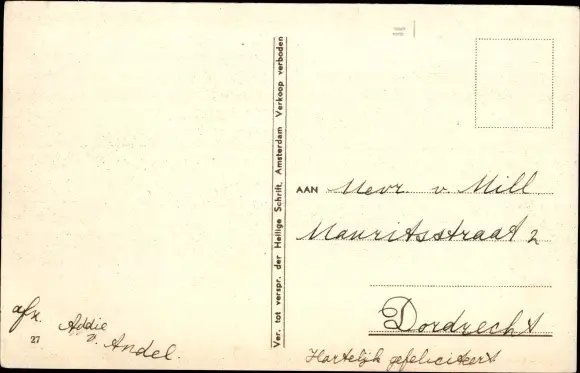 Ver. tot verspr. der Heilige Schrift, Amsterdam Verkoop verboden
AAN Mevr. v. Mill
Mauritsstraat 2
Dordrecht
Hartelijk gefeliciteert
afz. Addie
v. Andel.
27